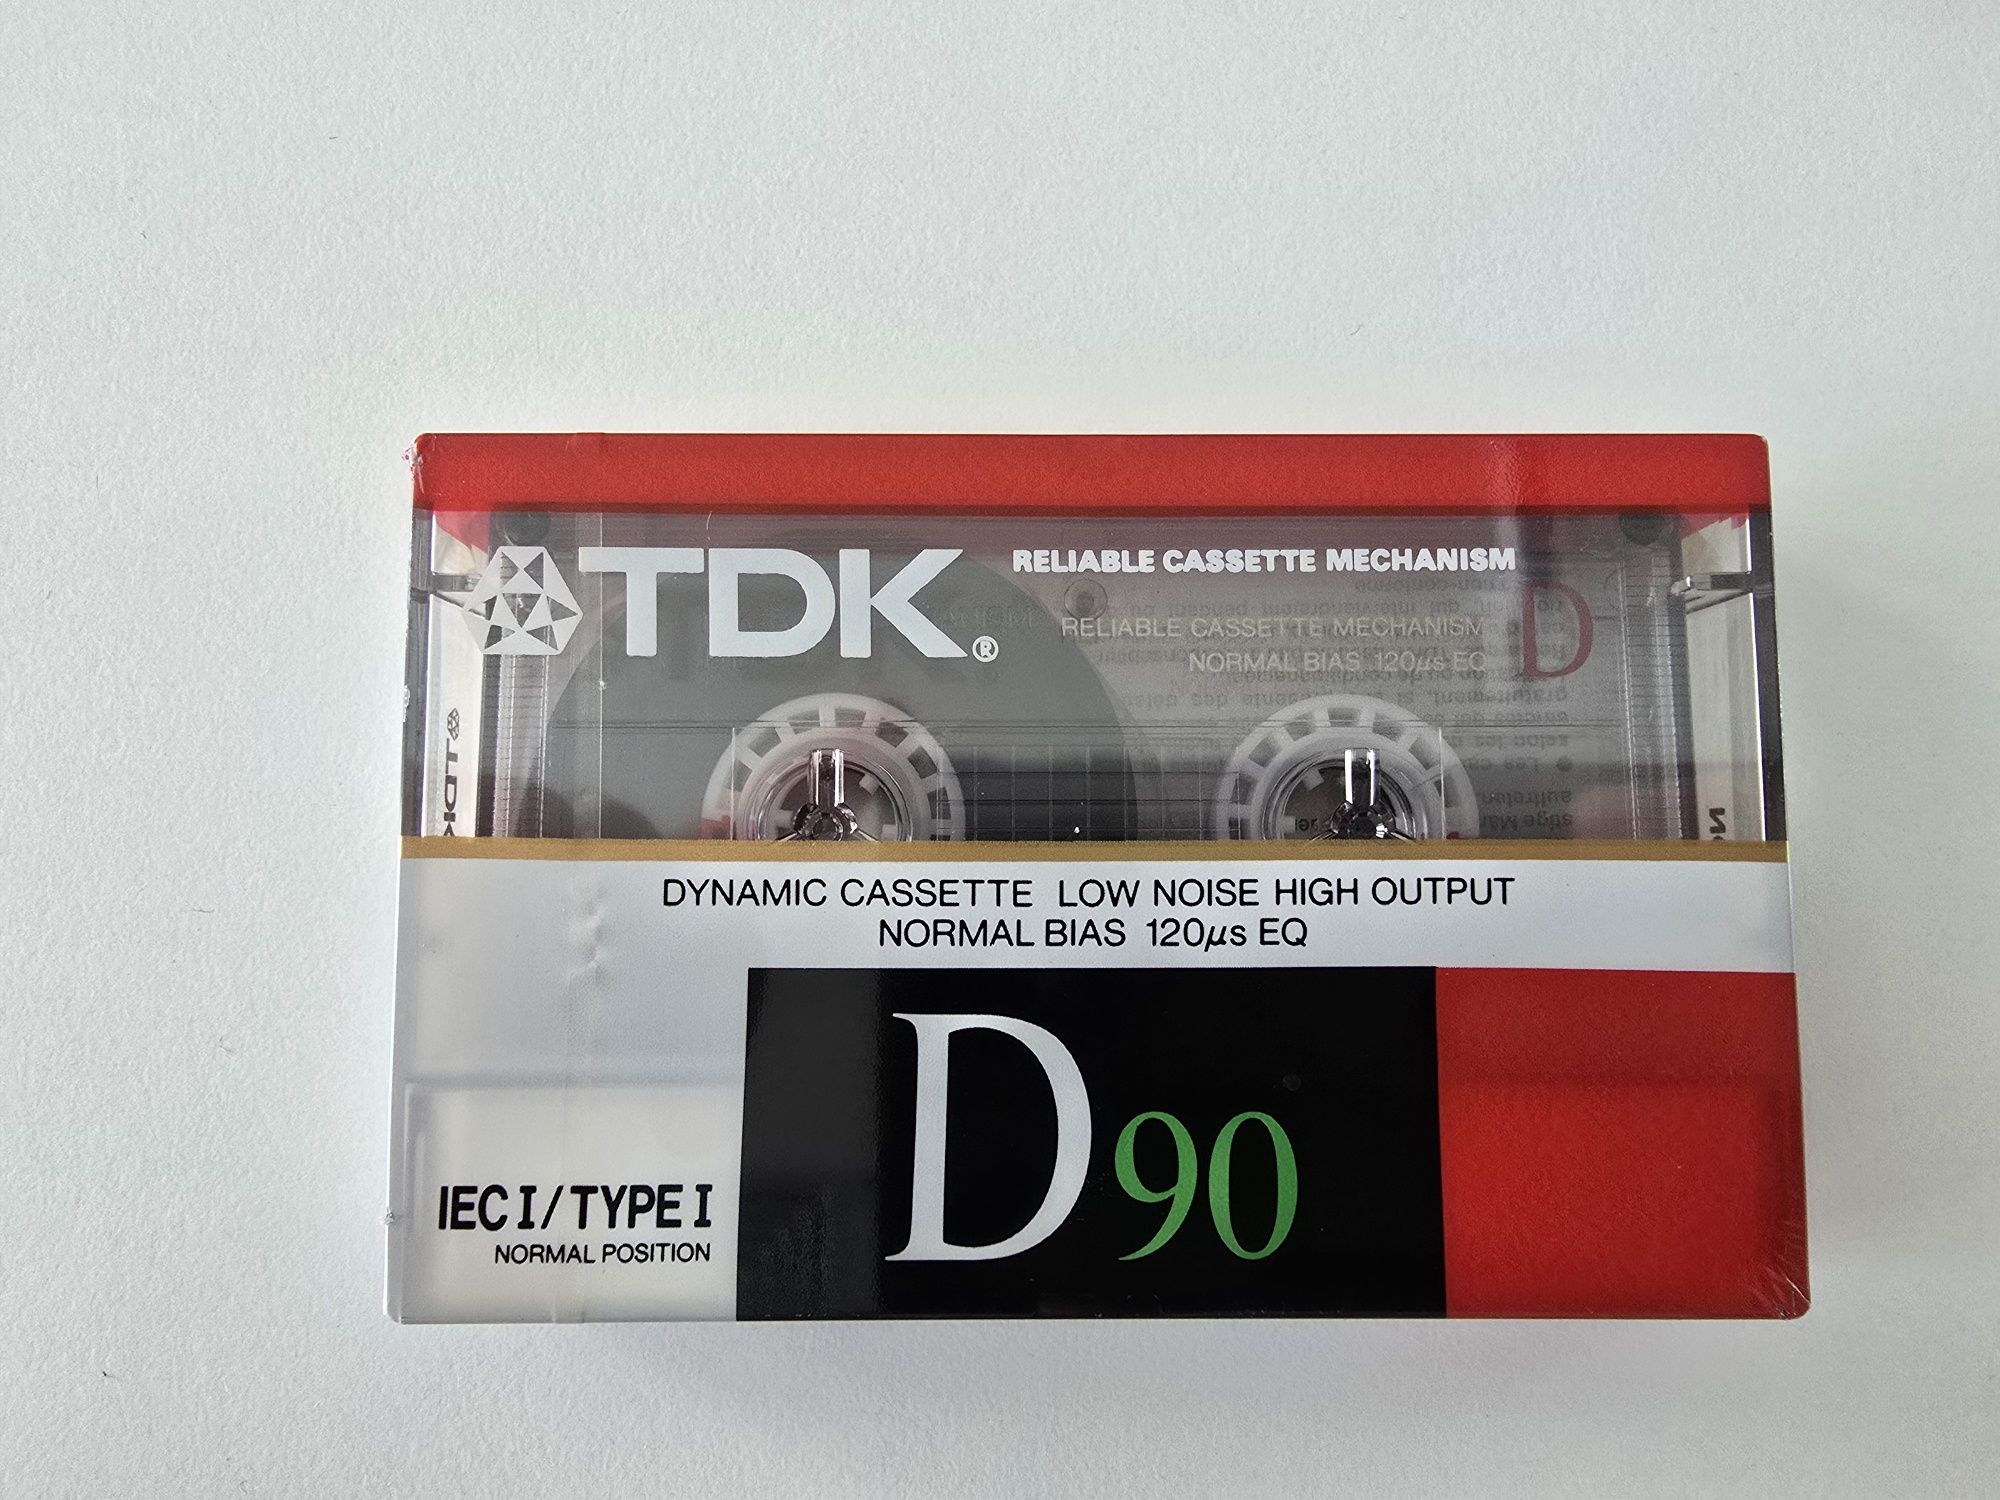 TDK®
RELIABLE CASSETTE MECHANISM
RELIABLE CASSETTE MECHANISM
NORMAL BIAS 120μs EQ
D
TDK
DYNAMIC CASSETTE LOW NOISE HIGH OUTPUT
NORMAL BIAS 120μs EQ
D90
IEC I/TYPE I
NORMAL POSITION